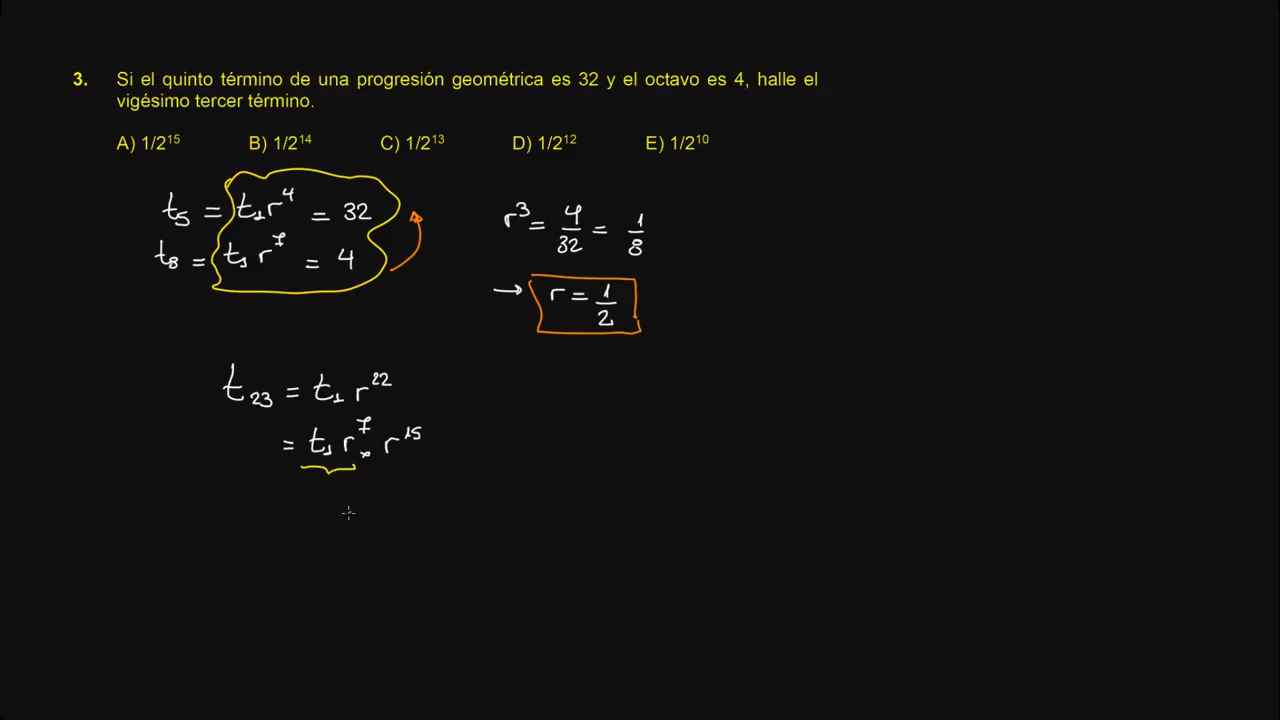 3. Si el quinto término de una progresión geométrica es 32 y el octavo es 4, halle el
vigésimo tercer término.
A) 1/2¹⁵ B) 1/2¹⁴ C) 1/2¹³ D) 1/2¹² E) 1/2¹⁰
t₅ = t₁r⁴ = 32
t₈ = t₁r⁷ = 4
r³ = 4/32 = 1/8
→ r = 1/2
t₂₃ = t₁ r²²
= t₁ r⁷ · r¹⁵